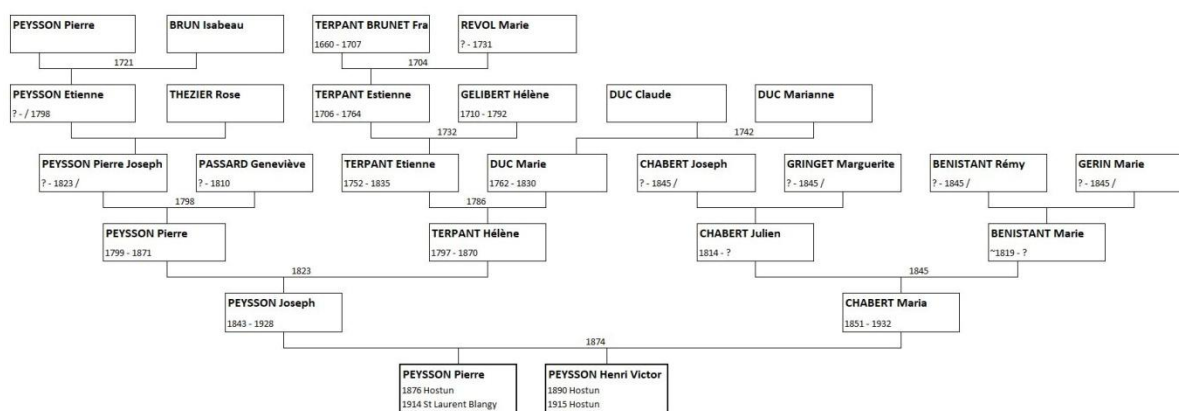 PEYSSON Pierre
BRUN Isabeau
TERPANT BRUNET Fra
1660 - 1707
REVOL Marie
? - 1731
1721
1704
PEYSSON Etienne
? - / 1798
THEZIER Rose
TERPANT Estienne
1706 - 1764
GELIBERT Hélène
1710 - 1792
DUC Claude
DUC Marianne
1732
1742
PEYSSON Pierre Joseph
? - 1823 /
PASSARD Geneviève
? - 1810
TERPANT Etienne
1752 - 1835
DUC Marie
1762 - 1830
CHABERT Joseph
? - 1845 /
GRINGET Marguerite
? - 1845 /
BENISTANT Rémy
? - 1845 /
GERIN Marie
? - 1845 /
1798
1786
PEYSSON Pierre
1799 - 1871
TERPANT Hélène
1797 - 1870
CHABERT Julien
1814 - ?
BENISTANT Marie
~1819 - ?
1823
1845
PEYSSON Joseph
1843 - 1928
CHABERT Maria
1851 - 1932
1874
PEYSSON Pierre
1876 Hostun
1914 St Laurent Blangy
PEYSSON Henri Victor
1890 Hostun
1915 Hostun